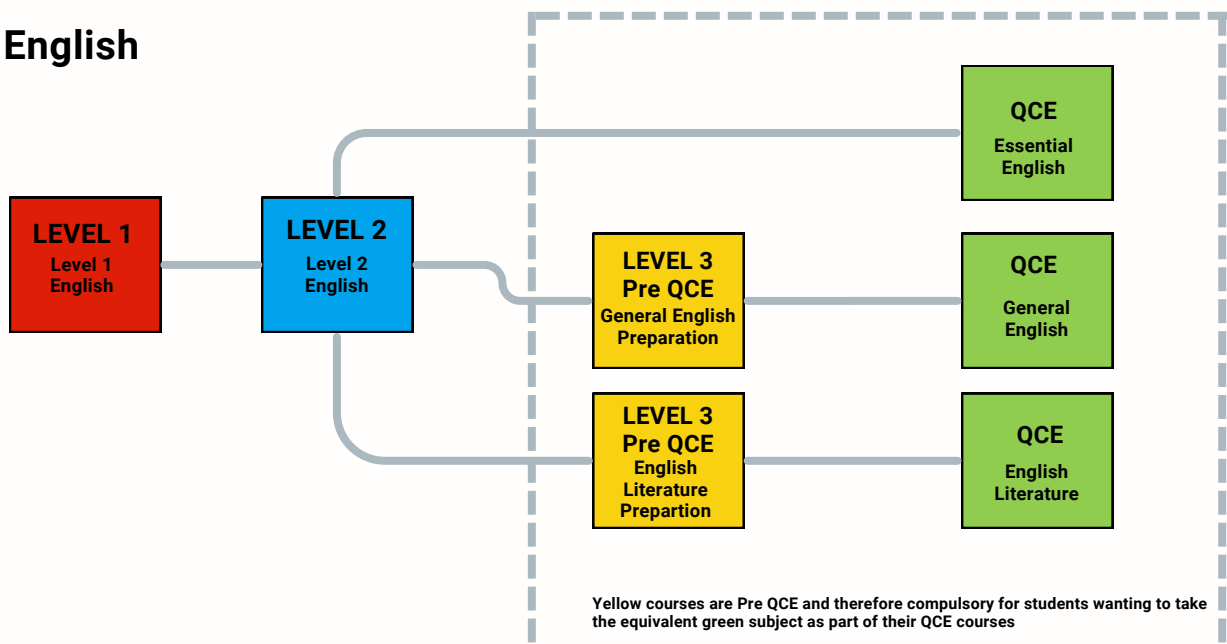 English
LEVEL 1
Level 1
English
LEVEL 2
Level 2
English
QCE
Essential
English
LEVEL 3
Pre QCE
General English
Preparation
QCE
General
English
LEVEL 3
Pre QCE
English
Literature
Prepartion
QCE
English
Literature
Yellow courses are Pre QCE and therefore compulsory for students wanting to take
the equivalent green subject as part of their QCE courses